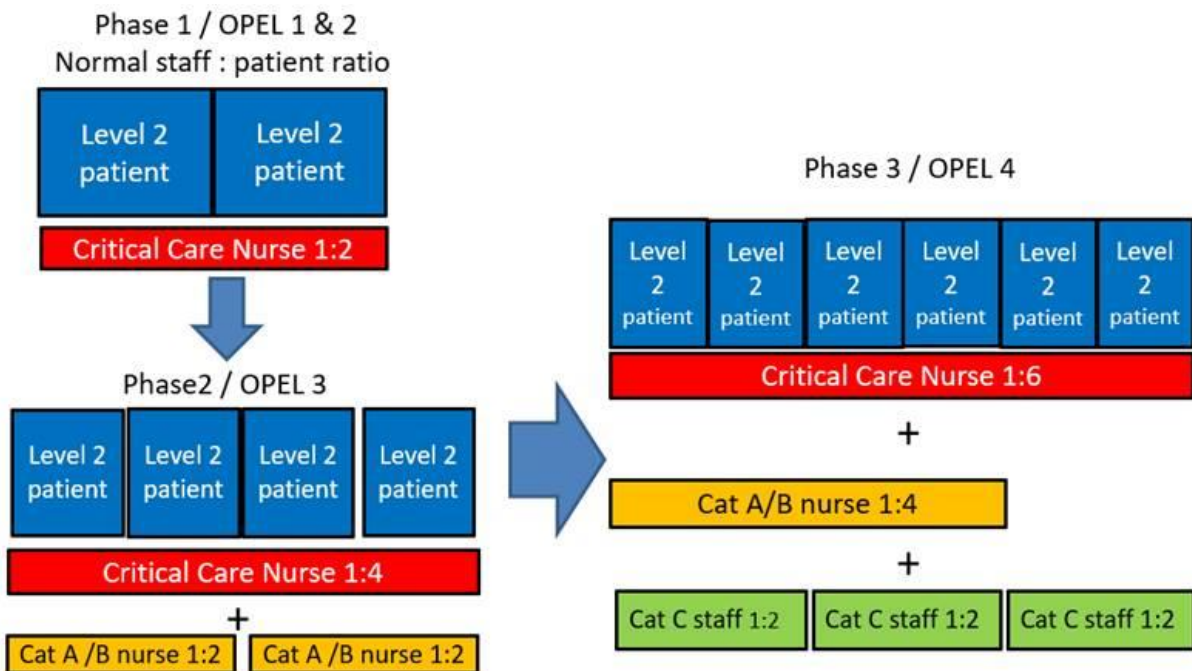 Phase 1 / OPEL 1 & 2
Normal staff : patient ratio
Level 2
patient
Level 2
patient
Critical Care Nurse 1:2
Phase2 / OPEL 3
Level 2
patient
Level 2
patient
Level 2
patient
Level 2
patient
Critical Care Nurse 1:4
+
Cat A /B nurse 1:2
Cat A /B nurse 1:2
Phase 3 / OPEL 4
Level
2
patient
Level
2
patient
Level
2
patient
Level
2
patient
Level
2
patient
Level
2
patient
Critical Care Nurse 1:6
+
Cat A/B nurse 1:4
+
Cat C staff 1:2
Cat C staff 1:2
Cat C staff 1:2